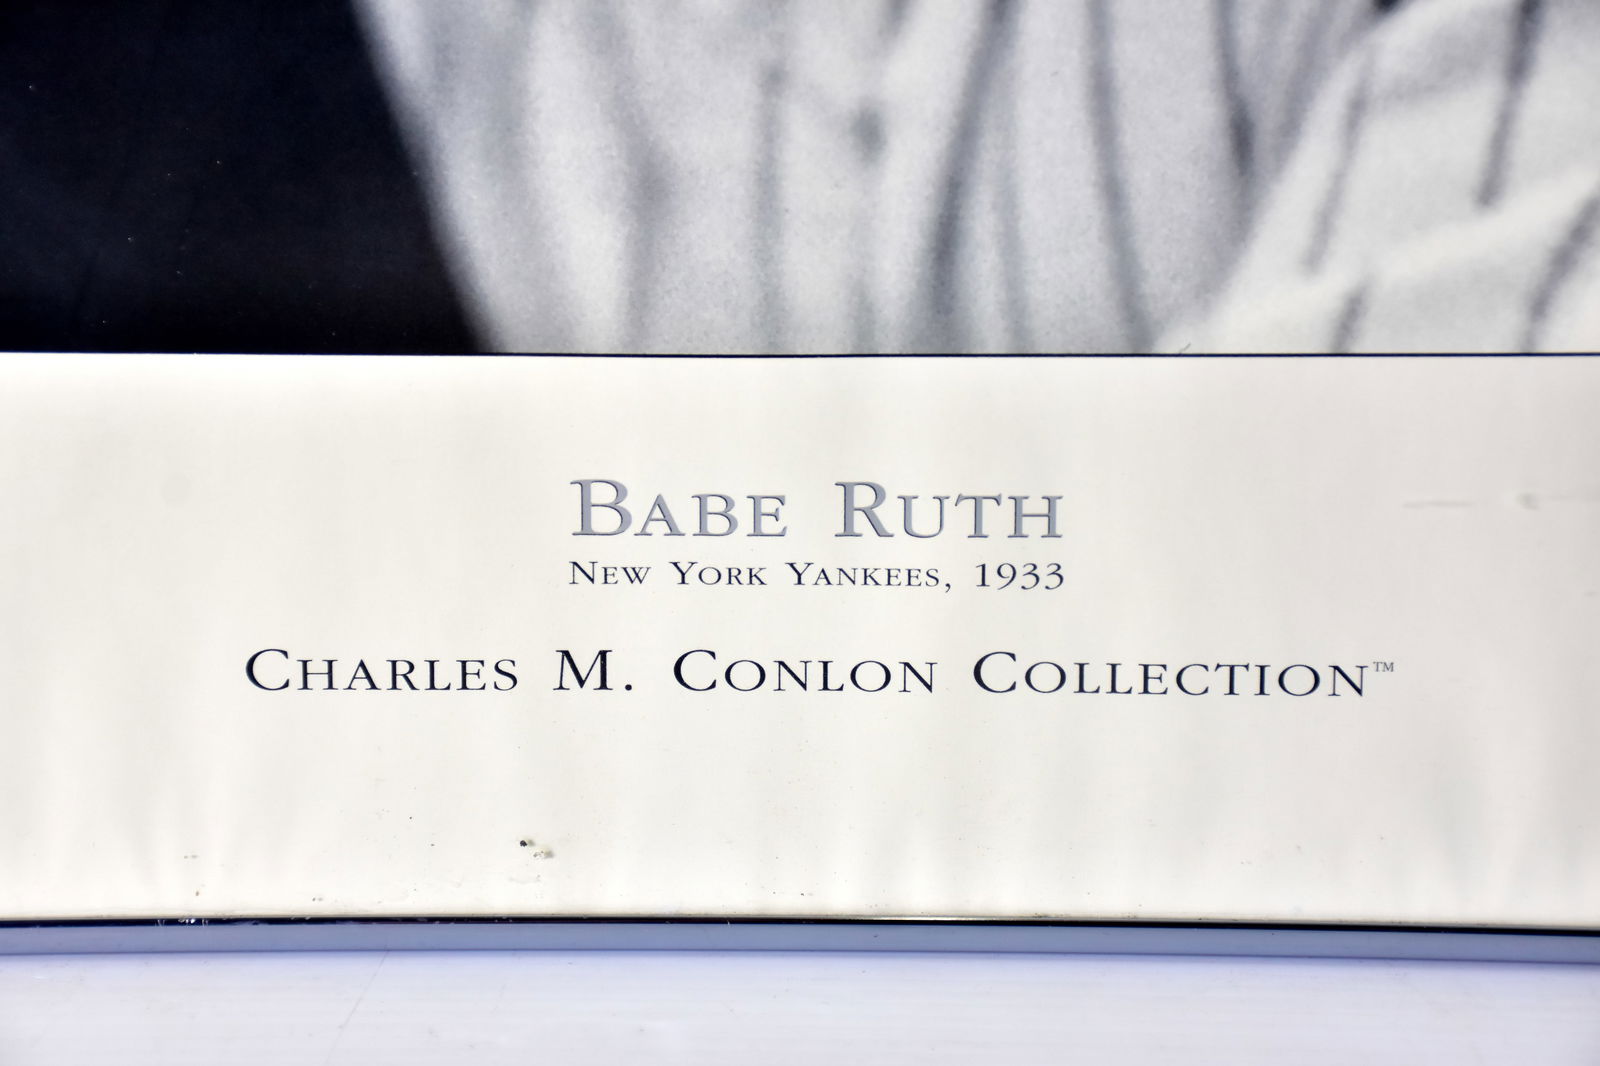 BABE RUTH
NEW YORK YANKEES, 1933
CHARLES M. CONLON COLLECTION™